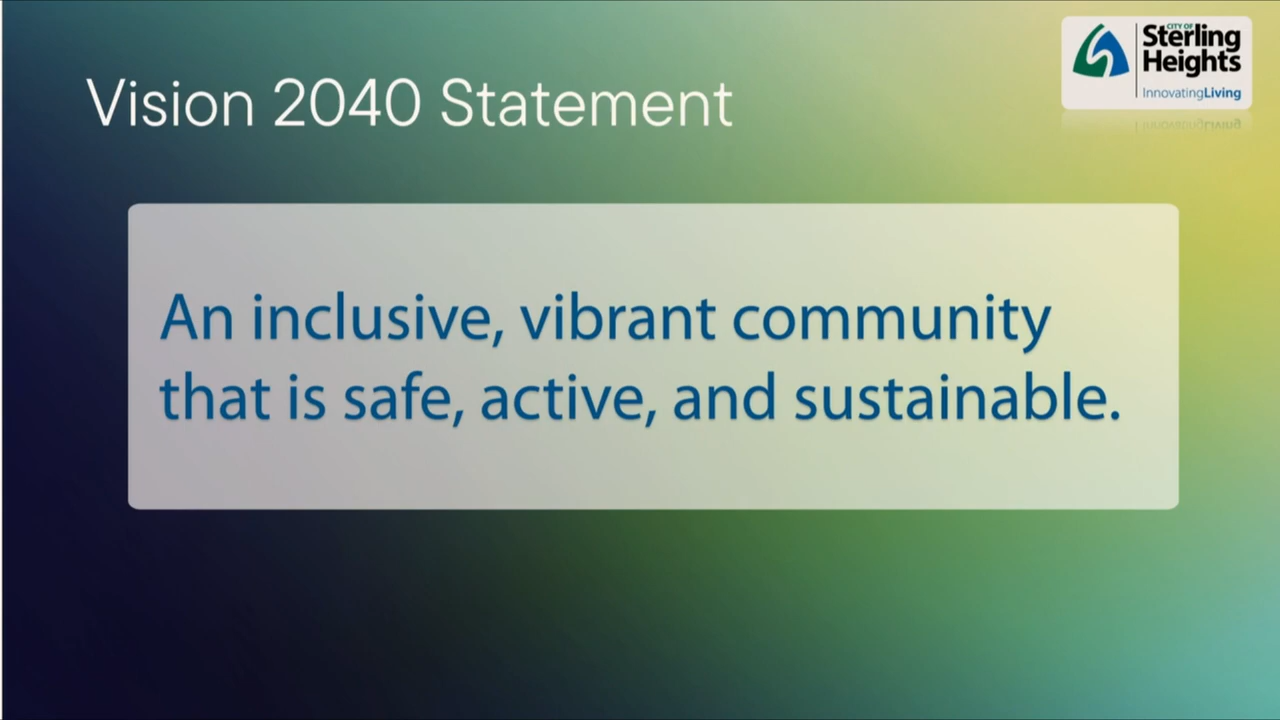 Vision 2040 Statement
CITY OF
Sterling
Heights
InnovatingLiving
An inclusive, vibrant community
that is safe, active, and sustainable.